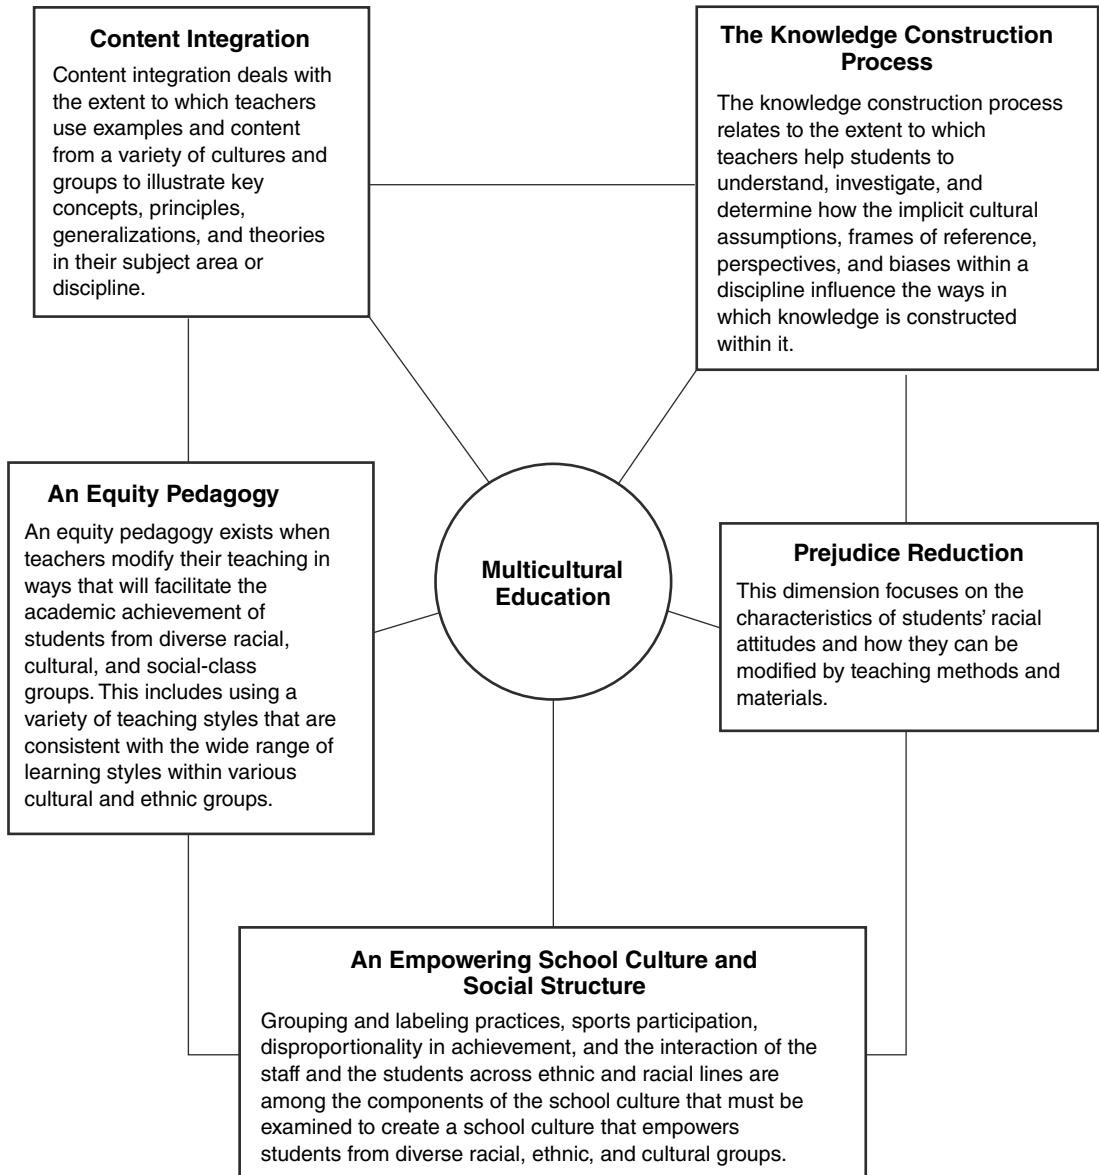 Content Integration
Content integration deals with
the extent to which teachers
use examples and content
from a variety of cultures and
groups to illustrate key
concepts, principles,
generalizations, and theories
in their subject area or
discipline.
The Knowledge Construction
Process
The knowledge construction process
relates to the extent to which
teachers help students to
understand, investigate, and
determine how the implicit cultural
assumptions, frames of reference,
perspectives, and biases within a
discipline influence the ways in
which knowledge is constructed
within it.
An Equity Pedagogy
An equity pedagogy exists when
teachers modify their teaching in
ways that will facilitate the
academic achievement of
students from diverse racial,
cultural, and social-class
groups. This includes using a
variety of teaching styles that are
consistent with the wide range of
learning styles within various
cultural and ethnic groups.
Multicultural
Education
Prejudice Reduction
This dimension focuses on the
characteristics of students’ racial
attitudes and how they can be
modified by teaching methods and
materials.
An Empowering School Culture and
Social Structure
Grouping and labeling practices, sports participation,
disproportionality in achievement, and the interaction of the
staff and the students across ethnic and racial lines are
among the components of the school culture that must be
examined to create a school culture that empowers
students from diverse racial, ethnic, and cultural groups.